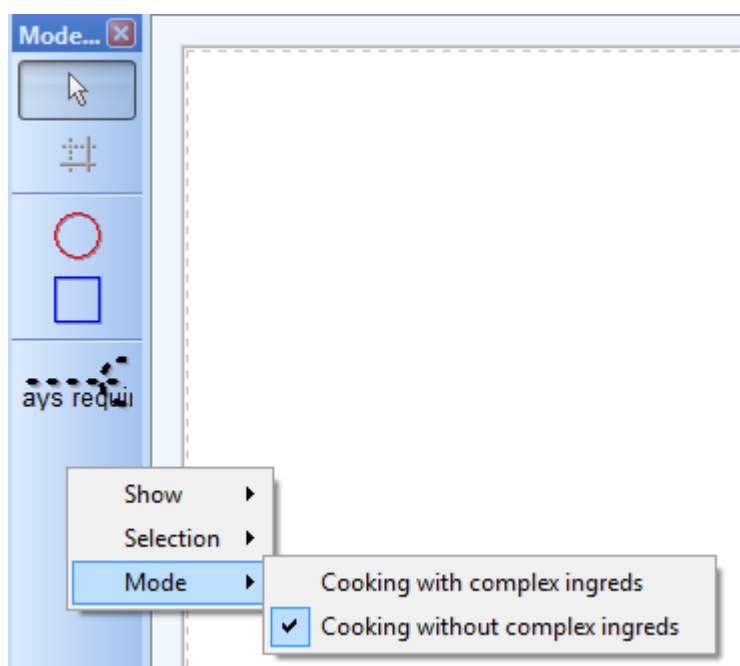 Mode...
ays requi
Show
Selection
Mode
Cooking with complex ingreds
Cooking without complex ingreds